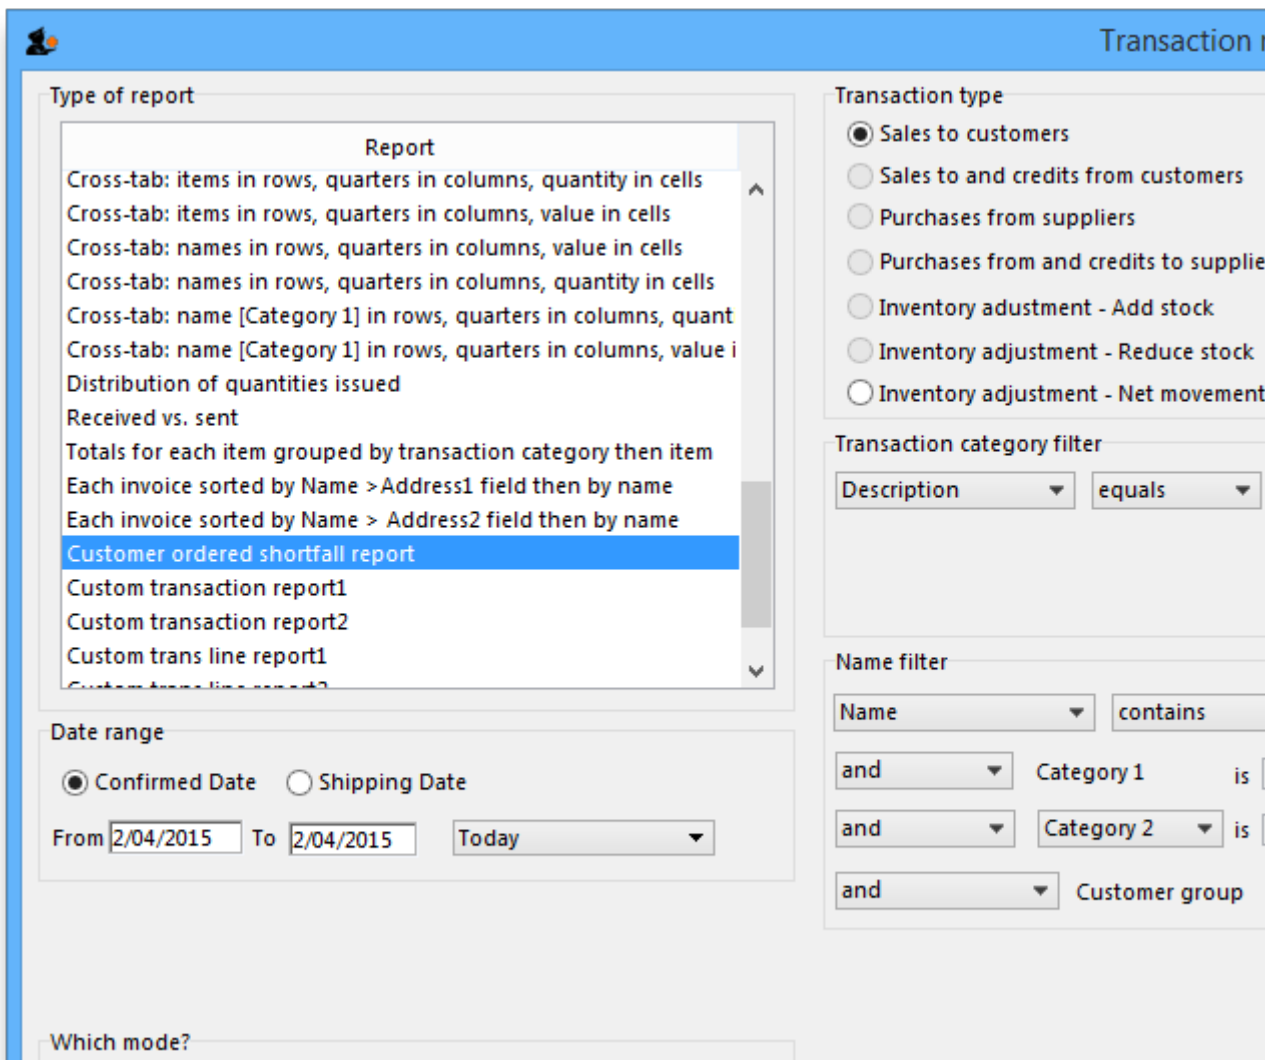 Transaction
Type of report
Report
Cross-tab: items in rows, quarters in columns, quantity in cells
Cross-tab: items in rows, quarters in columns, value in cells
Cross-tab: names in rows, quarters in columns, value in cells
Cross-tab: names in rows, quarters in columns, quantity in cells
Cross-tab: name [Category 1] in rows, quarters in columns, quant
Cross-tab: name [Category 1] in rows, quarters in columns, value i
Distribution of quantities issued
Received vs. sent
Totals for each item grouped by transaction category then item
Each invoice sorted by Name >Address1 field then by name
Each invoice sorted by Name > Address2 field then by name
Customer ordered shortfall report
Custom transaction report1
Custom transaction report2
Custom trans line report1
Date range
Confirmed Date Shipping Date
From 2/04/2015 To 2/04/2015 Today
Which mode?
Transaction type
Sales to customers
Sales to and credits from customers
Purchases from suppliers
Purchases from and credits to supplie
Inventory adustment - Add stock
Inventory adjustment - Reduce stock
Inventory adjustment - Net movement
Transaction category filter
Description equals
Name filter
Name contains
and Category 1 is
and Category 2 is
and Customer group